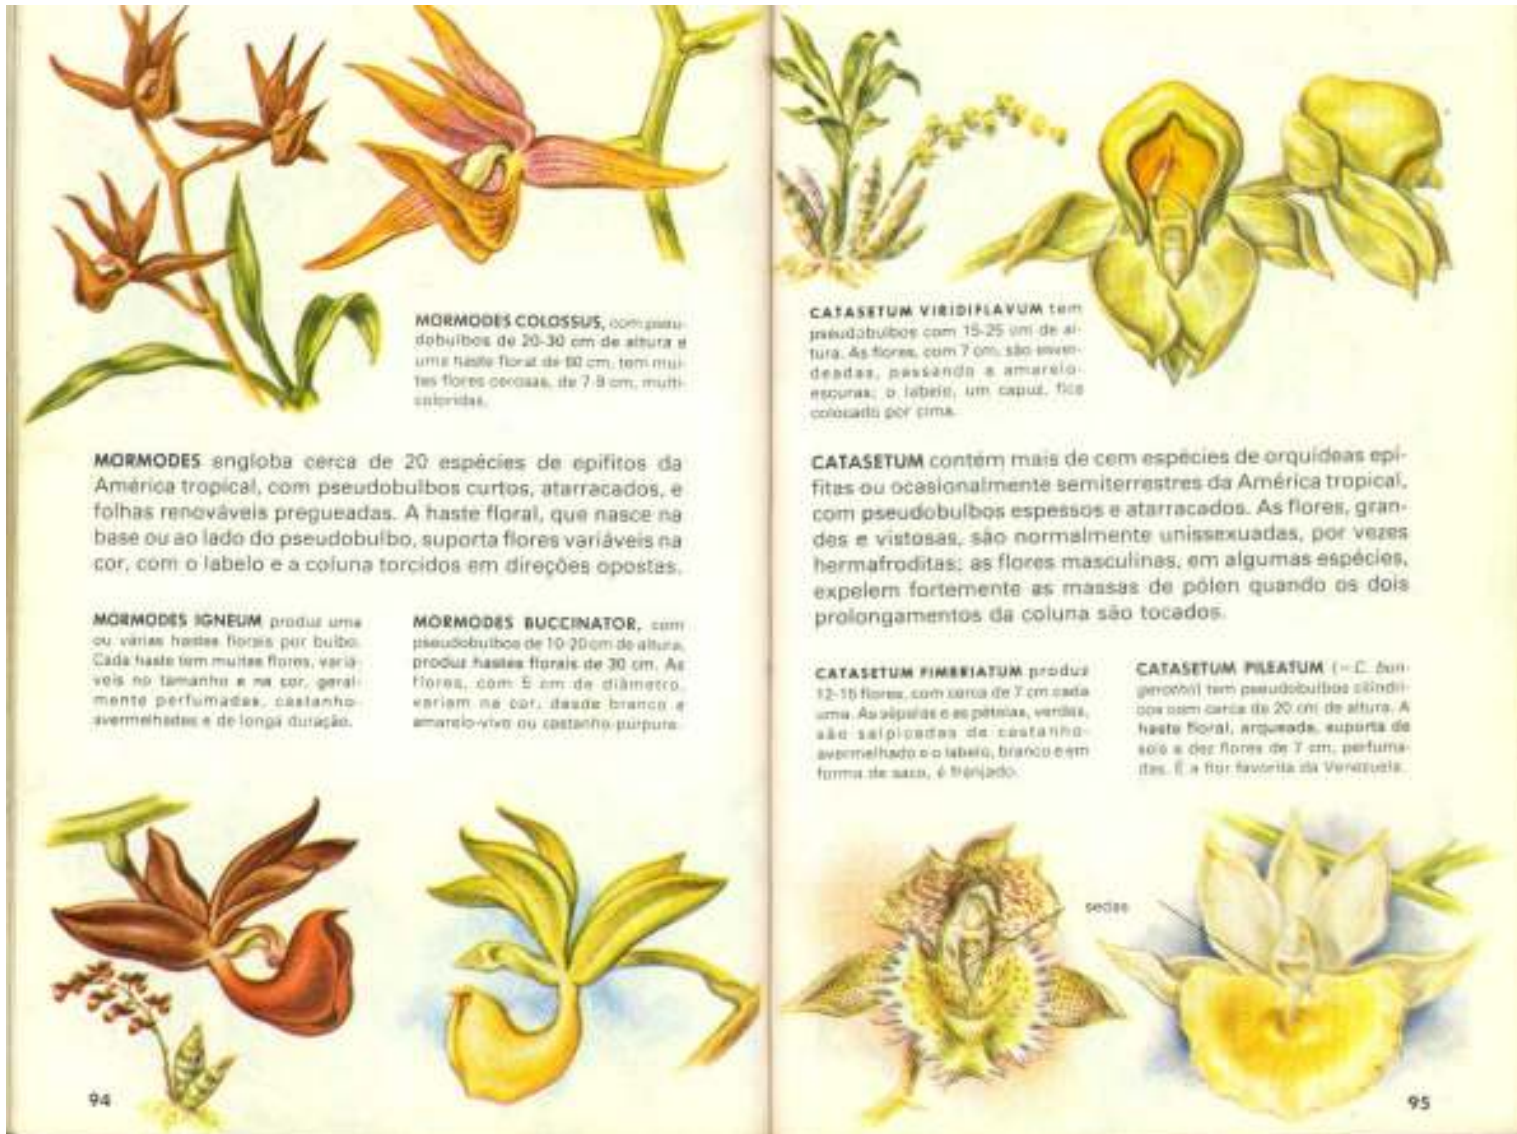 MORMODES COLOSSUS, com pseu-
dobulbos de 20-30 cm de altura e
uma haste floral de 60 cm, tem mui-
tas flores cerosas, de 7-9 cm, multi-
coloridas.
MORMODES engloba cerca de 20 espécies de epífitos da
América tropical, com pseudobulbos curtos, atarracados, e
folhas renováveis pregueadas. A haste floral, que nasce na
base ou ao lado do pseudobulbo, suporta flores variáveis na
cor, com o labelo e a coluna torcidos em direções opostas.
MORMODES IGNEUM produz uma
ou várias hastes florais por bulbo.
Cada haste tem muitas flores, variá-
veis no tamanho e na cor, geral-
mente perfumadas, castanho-
avermelhadas e de longa duração.
MORMODES BUCCINATOR, com
pseudobulbos de 10-20 cm de altura,
produz hastes florais de 30 cm. As
flores, com 5 cm de diâmetro,
variam na cor, desde branco a
amarelo-vivo ou castanho-púrpura.
94
CATASETUM VIRIDIFLAVUM tem
pseudobulbos com 15-25 cm de al-
tura. As flores, com 7 cm, são esver-
deadas, passando a amarelo-
escuras; o labelo, um capuz, fica
colocado por cima.
CATASETUM contém mais de cem espécies de orquídeas epí-
fitas ou ocasionalmente semiterrestres da América tropical,
com pseudobulbos espessos e atarracados. As flores, gran-
des e vistosas, são normalmente unissexuadas, por vezes
hermafroditas; as flores masculinas, em algumas espécies,
expelem fortemente as massas de pólen quando os dois
prolongamentos da coluna são tocados.
CATASETUM FIMBRIATUM produz
12-15 flores, com cerca de 7 cm cada
uma. As sépalas e as pétalas, verdes,
são salpicadas de castanho-
avermelhado e o labelo, branco e em
forma de saco, é franjado.
CATASETUM PILEATUM (= C. bun-
gerothii) tem pseudobulbos cilíndri-
cos com cerca de 20 cm de altura. A
haste floral, arqueada, suporta de
seis a dez flores de 7 cm, perfuma-
das. É a flor favorita da Venezuela.
sedas
95